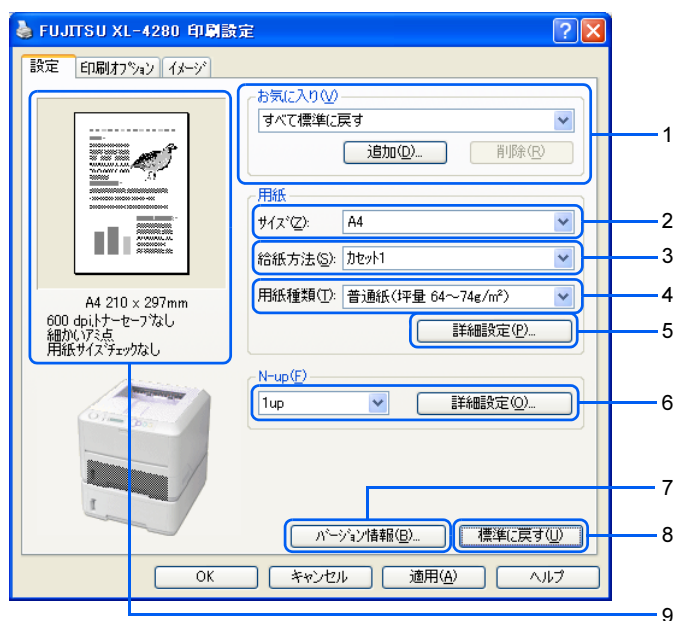 FUJITSU XL-4280 印刷設定
設定 印刷オプション イメージ
お気に入り(V)
すべて標準に戻す
追加(D)... 削除(R)
1
用紙
サイズ(Z): A4
2
給紙方法(S): カセット1
3
用紙種類(T): 普通紙(坪量 64～74g/m²)
4
詳細設定(P)...
5
A4 210 x 297mm
600 dpi,トナーセーブなし
細かいアミ点
用紙サイズチェックなし
N-up(F)
1up 詳細設定(O)...
6
7
バージョン情報(B)... 標準に戻す(U)
8
OK キャンセル 適用(A) ヘルプ
9